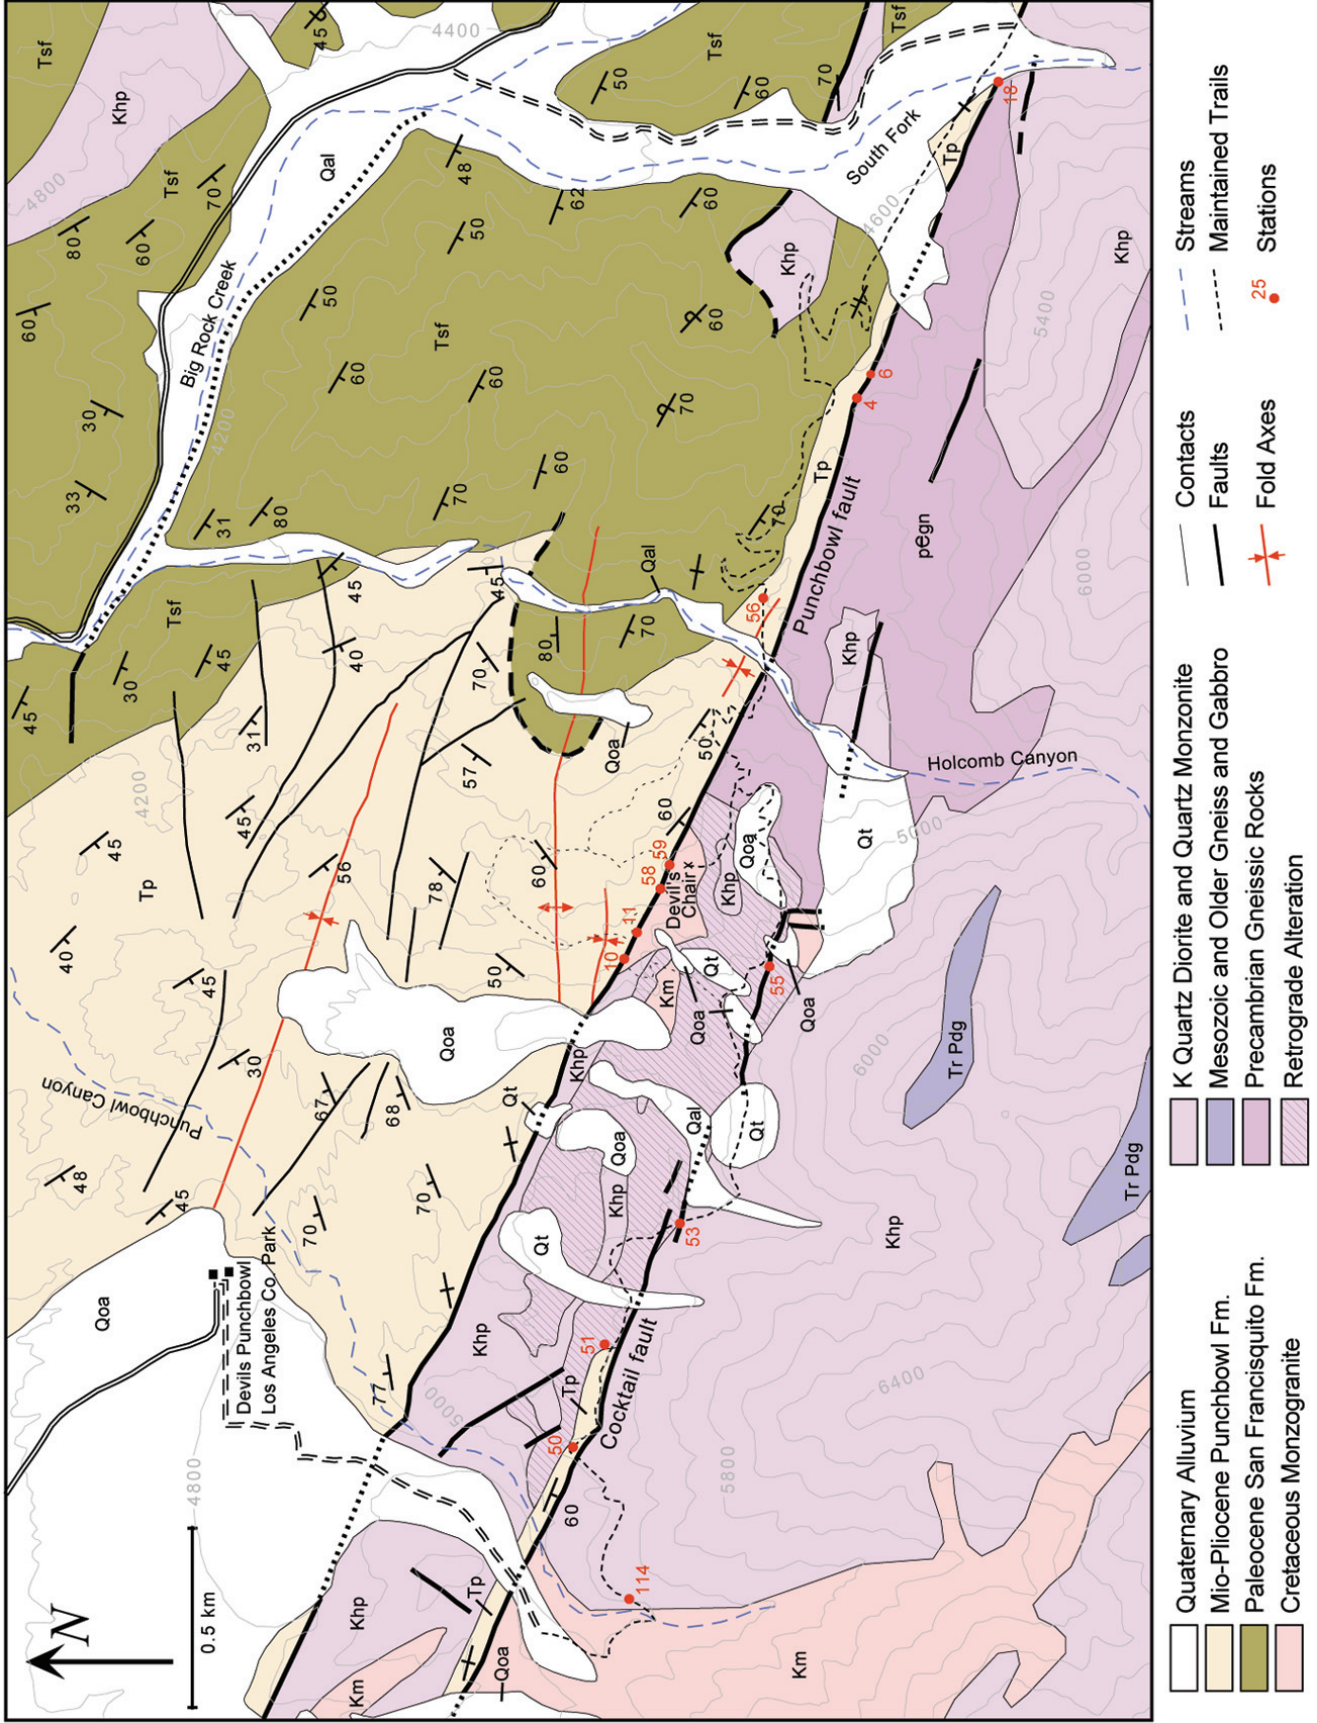 Tsf
Khp
4800
80
60
60
30
33
45
30
Tsf
70
Tsf
4200
45
Tp
40
48
45
Punchbowl Canyon
Qoa
4800
N
0.5 km
Devils Punchbowl
Los Angeles Co. Park
45
45
30
45
31
45
31
80
Big Rock Creek
4200
Qal
45
50
60
40
45
56
67
70
68
77
Khp
Km
4400
48
50
Tsf
60
70
45
70
57
78
50
Qoa
70
5000
Khp
Tp
Qoa
62
60
80
60
Qt
Qt
Khp
Tp
50
60
50
60
70
Qal
70
Qoa
10
11
Qoa
Khp
51
Cocktail fault
114
60
60
70
Tsf
60
70
56
50
60
58
59
Devil's
Chair
x
Km
Qoa
Qt
Qal
Qt
53
5800
Km
70
Khp
Tp
Punchbowl fault
4
6
South Fork
4600
Khp
Qoa
Khp
55
Qoa
Khp
6000
6400
Tsf
Tp
18
pЄgn
Holcomb Canyon
Qt
5000
Tr Pdg
5400
6000
Khp
Tr Pdg
Quaternary Alluvium
Mio-Pliocene Punchbowl Fm.
Paleocene San Francisquito Fm.
Cretaceous Monzogranite
K Quartz Diorite and Quartz Monzonite
Mesozoic and Older Gneiss and Gabbro
Precambrian Gneissic Rocks
Retrograde Alteration
Contacts
Faults
Fold Axes
Streams
Maintained Trails
25
Stations